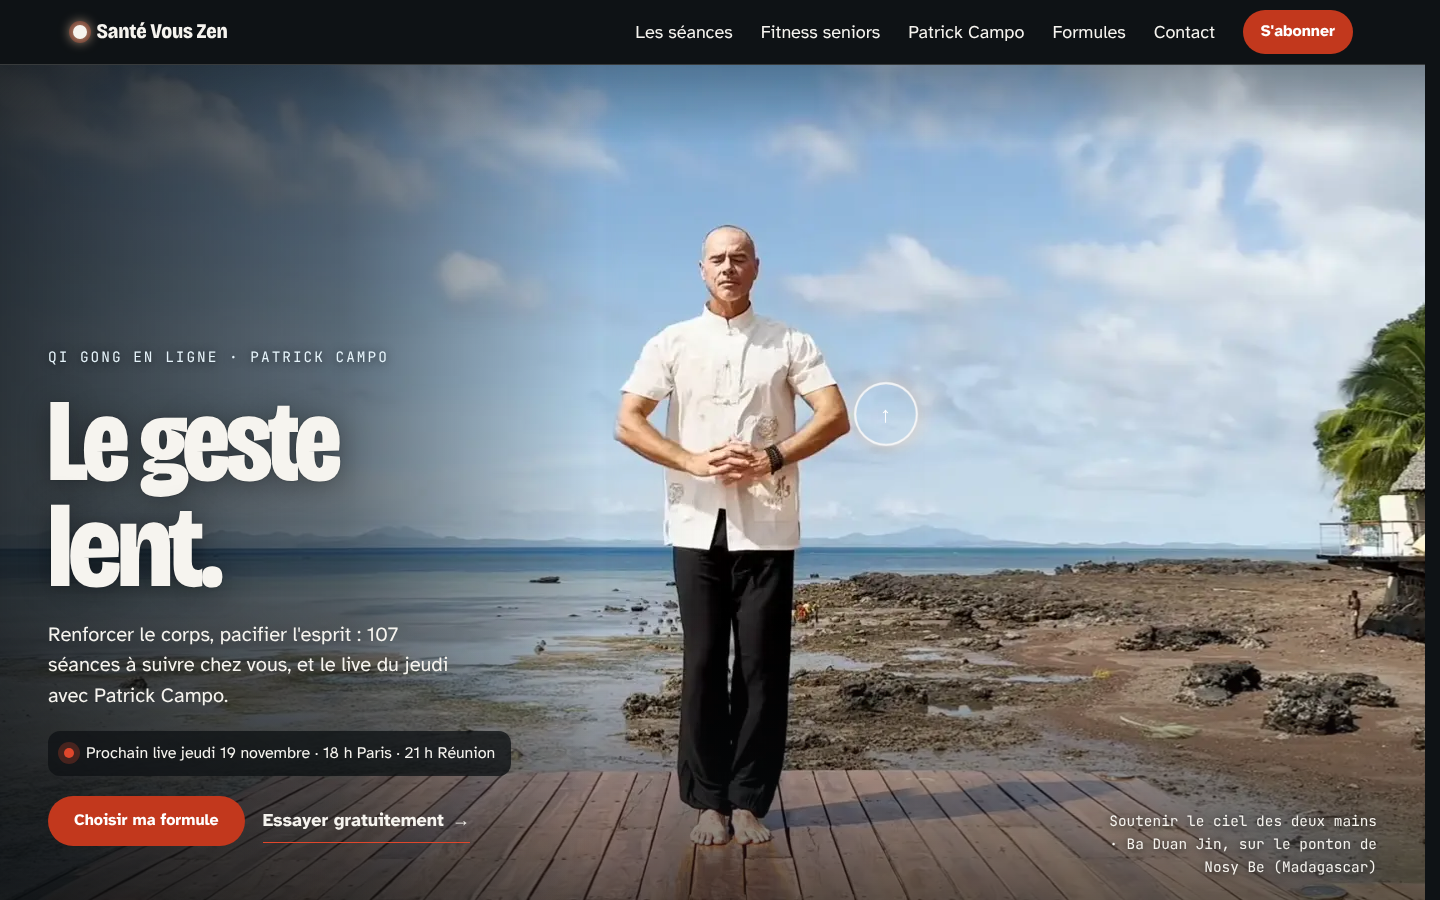 Santé Vous Zen
Les séances
Fitness seniors
Patrick Campo
Formules
Contact
S'abonner
QI GONG EN LIGNE · PATRICK CAMPO
Le geste
lent.
Renforcer le corps, pacifier l'esprit : 107
séances à suivre chez vous, et le live du jeudi
avec Patrick Campo.
Prochain live jeudi 19 novembre · 18 h Paris · 21 h Réunion
Choisir ma formule
Essayer gratuitement →
↑
Soutenir le ciel des deux mains
· Ba Duan Jin, sur le ponton de
Nosy Be (Madagascar)